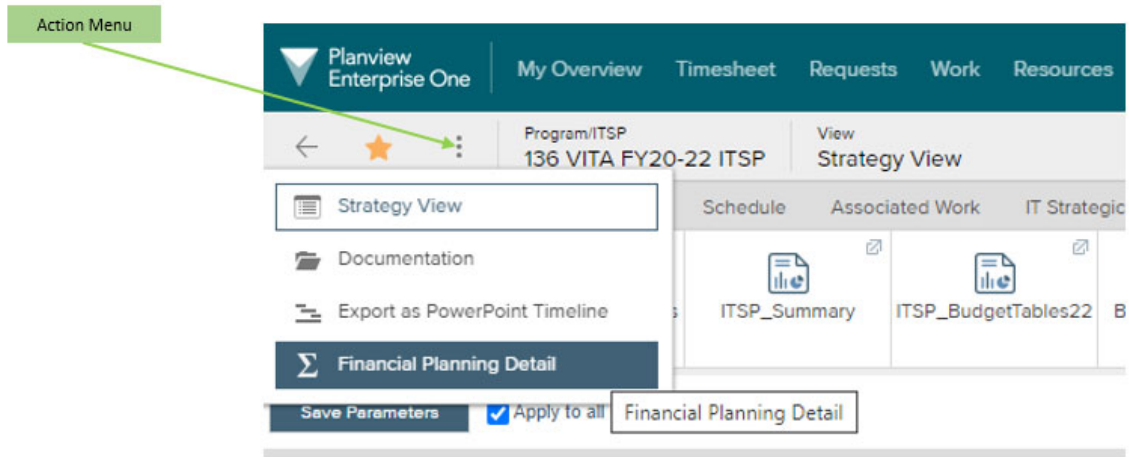 Action Menu
Planview
Enterprise One
My Overview
Timesheet
Requests
Work
Resources
Program/ITSP
136 VITA FY20-22 ITSP
View
Strategy View
Strategy View
Documentation
Export as PowerPoint Timeline
Financial Planning Detail
Schedule
Associated Work
IT Strategic
ITSP_Summary
ITSP_BudgetTables22
B
Save Parameters
Apply to all
Financial Planning Detail